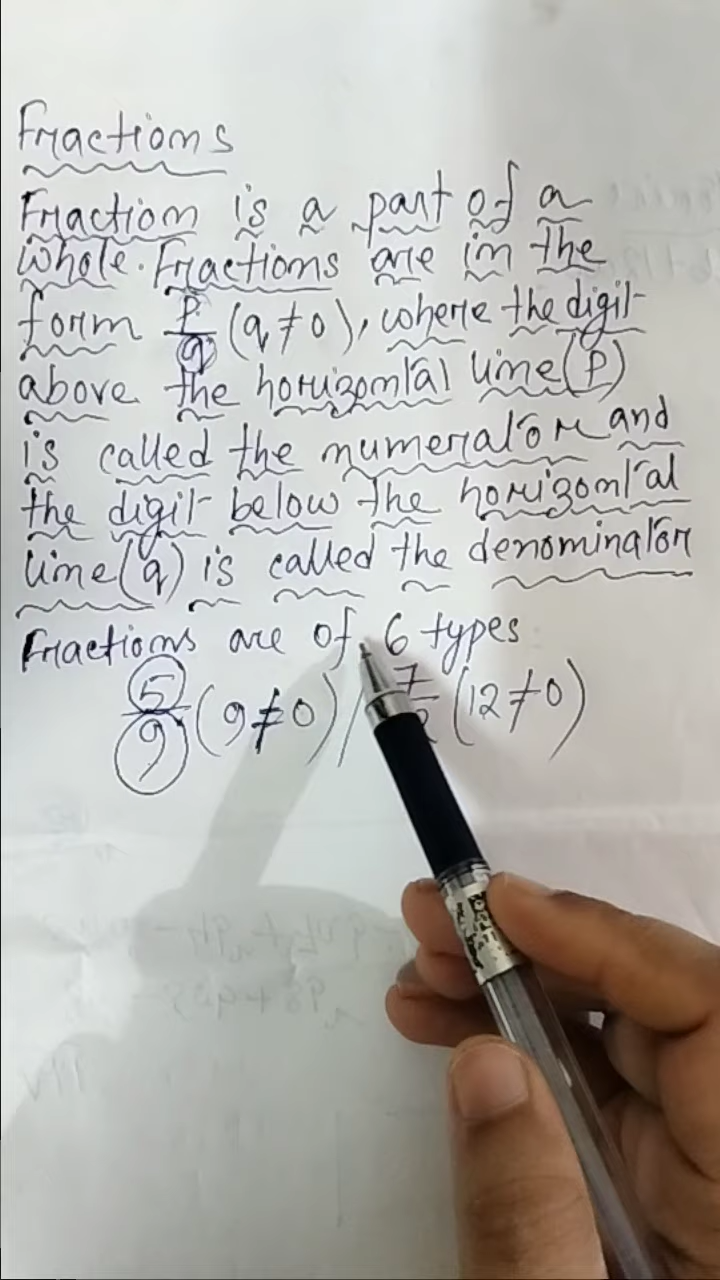 Fractions
Fraction is a part of a
whole. Fractions are in the
form p/q (q ≠ 0), where the digit
above the horizontal line (p)
is called the numerator and
the digit below the horizontal
line (q) is called the denominator
Fractions are of 6 types
5/9 (9 ≠ 0) / 7/12 (12 ≠ 0)